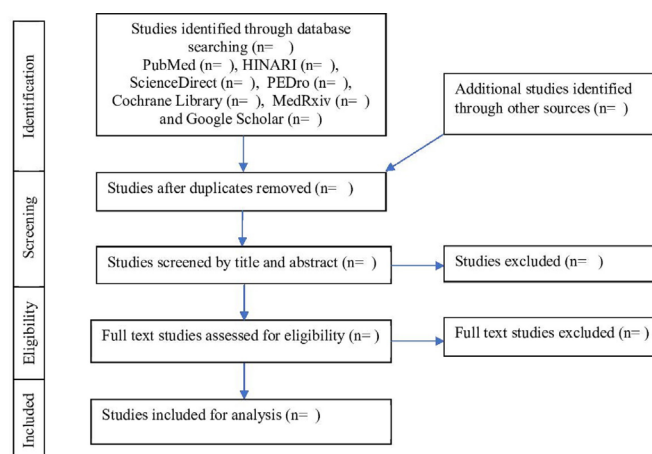 Identification
Studies identified through database
searching (n=   )
PubMed (n=   ), HINARI (n=   ),
ScienceDirect (n=   ),   PEDro (n=   ),
Cochrane Library (n=   ),   MedRxiv (n=   )
and Google Scholar (n=   )
Additional studies identified
through other sources (n=   )
Screening
Studies after duplicates removed (n=   )
Studies screened by title and abstract (n=   )
Studies excluded (n=   )
Eligibility
Full text studies assessed for eligibility (n= )
Full text studies excluded (n=   )
Included
Studies included for analysis (n=   )